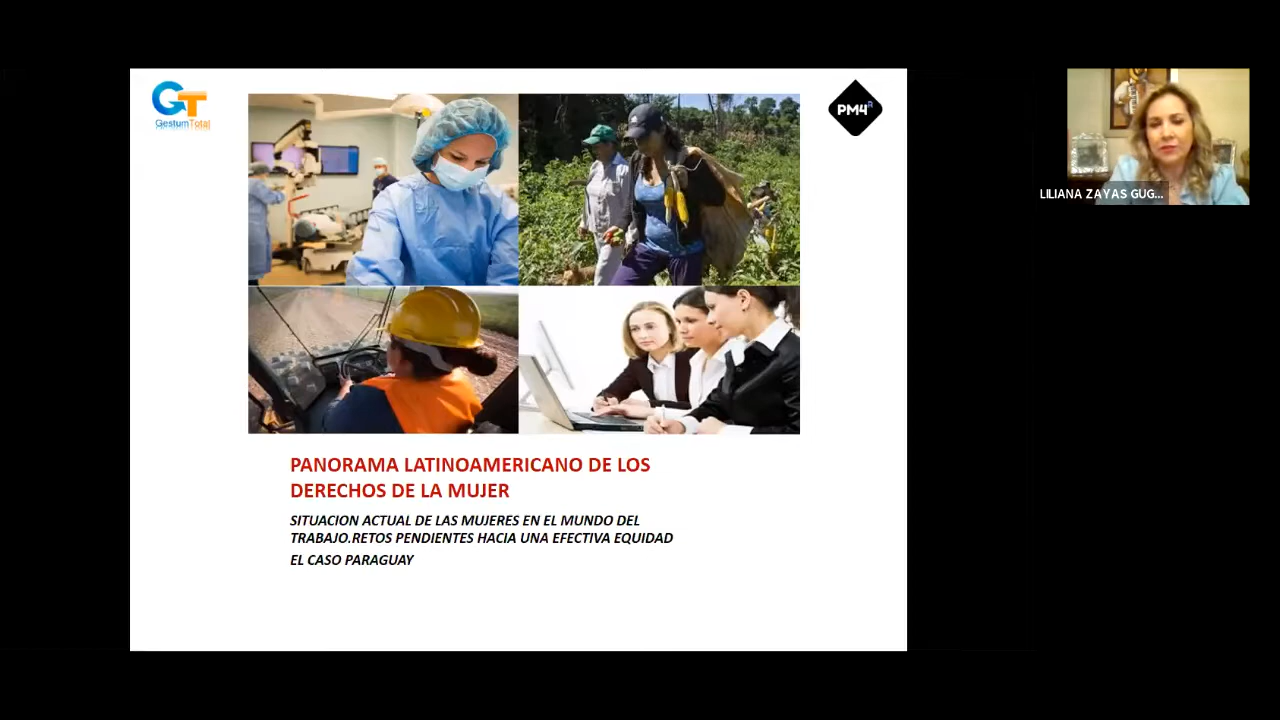 GT
GestumTotal
PM4R
LILIANA ZAYAS GUG...
PANORAMA LATINOAMERICANO DE LOS
DERECHOS DE LA MUJER
SITUACION ACTUAL DE LAS MUJERES EN EL MUNDO DEL
TRABAJO.RETOS PENDIENTES HACIA UNA EFECTIVA EQUIDAD
EL CASO PARAGUAY